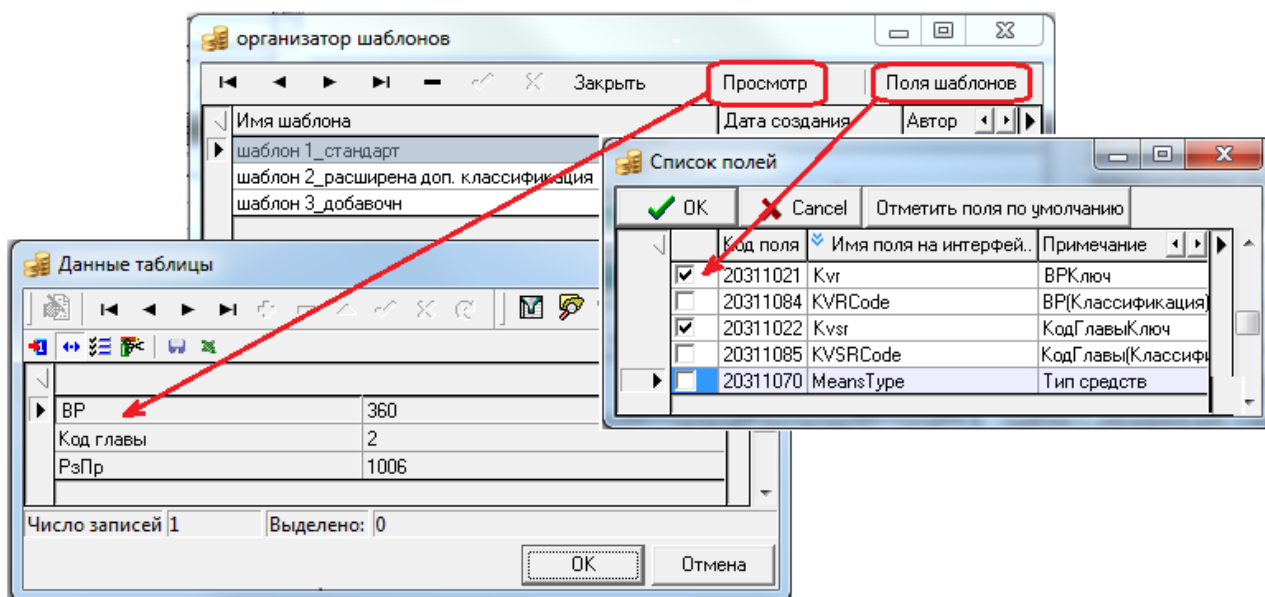 организатор шаблонов
Закрыть Просмотр Поля шаблонов
Имя шаблона Дата создания Автор
шаблон 1_стандарт
шаблон 2_расширена доп. классификация
шаблон 3_добавочн
Список полей
OK Cancel Отметить поля по умолчанию
Код поля Имя поля на интерфей.. Примечание
20311021 Kvr ВРКлюч
20311084 KVRCode ВР(Классификация)
20311022 Kvsr КодГлавыКлюч
20311085 KVSRCode КодГлавы(Классифи
20311070 MeansType Тип средств
Данные таблицы
ВР 360
Код главы 2
РзПр 1006
Число записей 1 Выделено: 0
OK Отмена